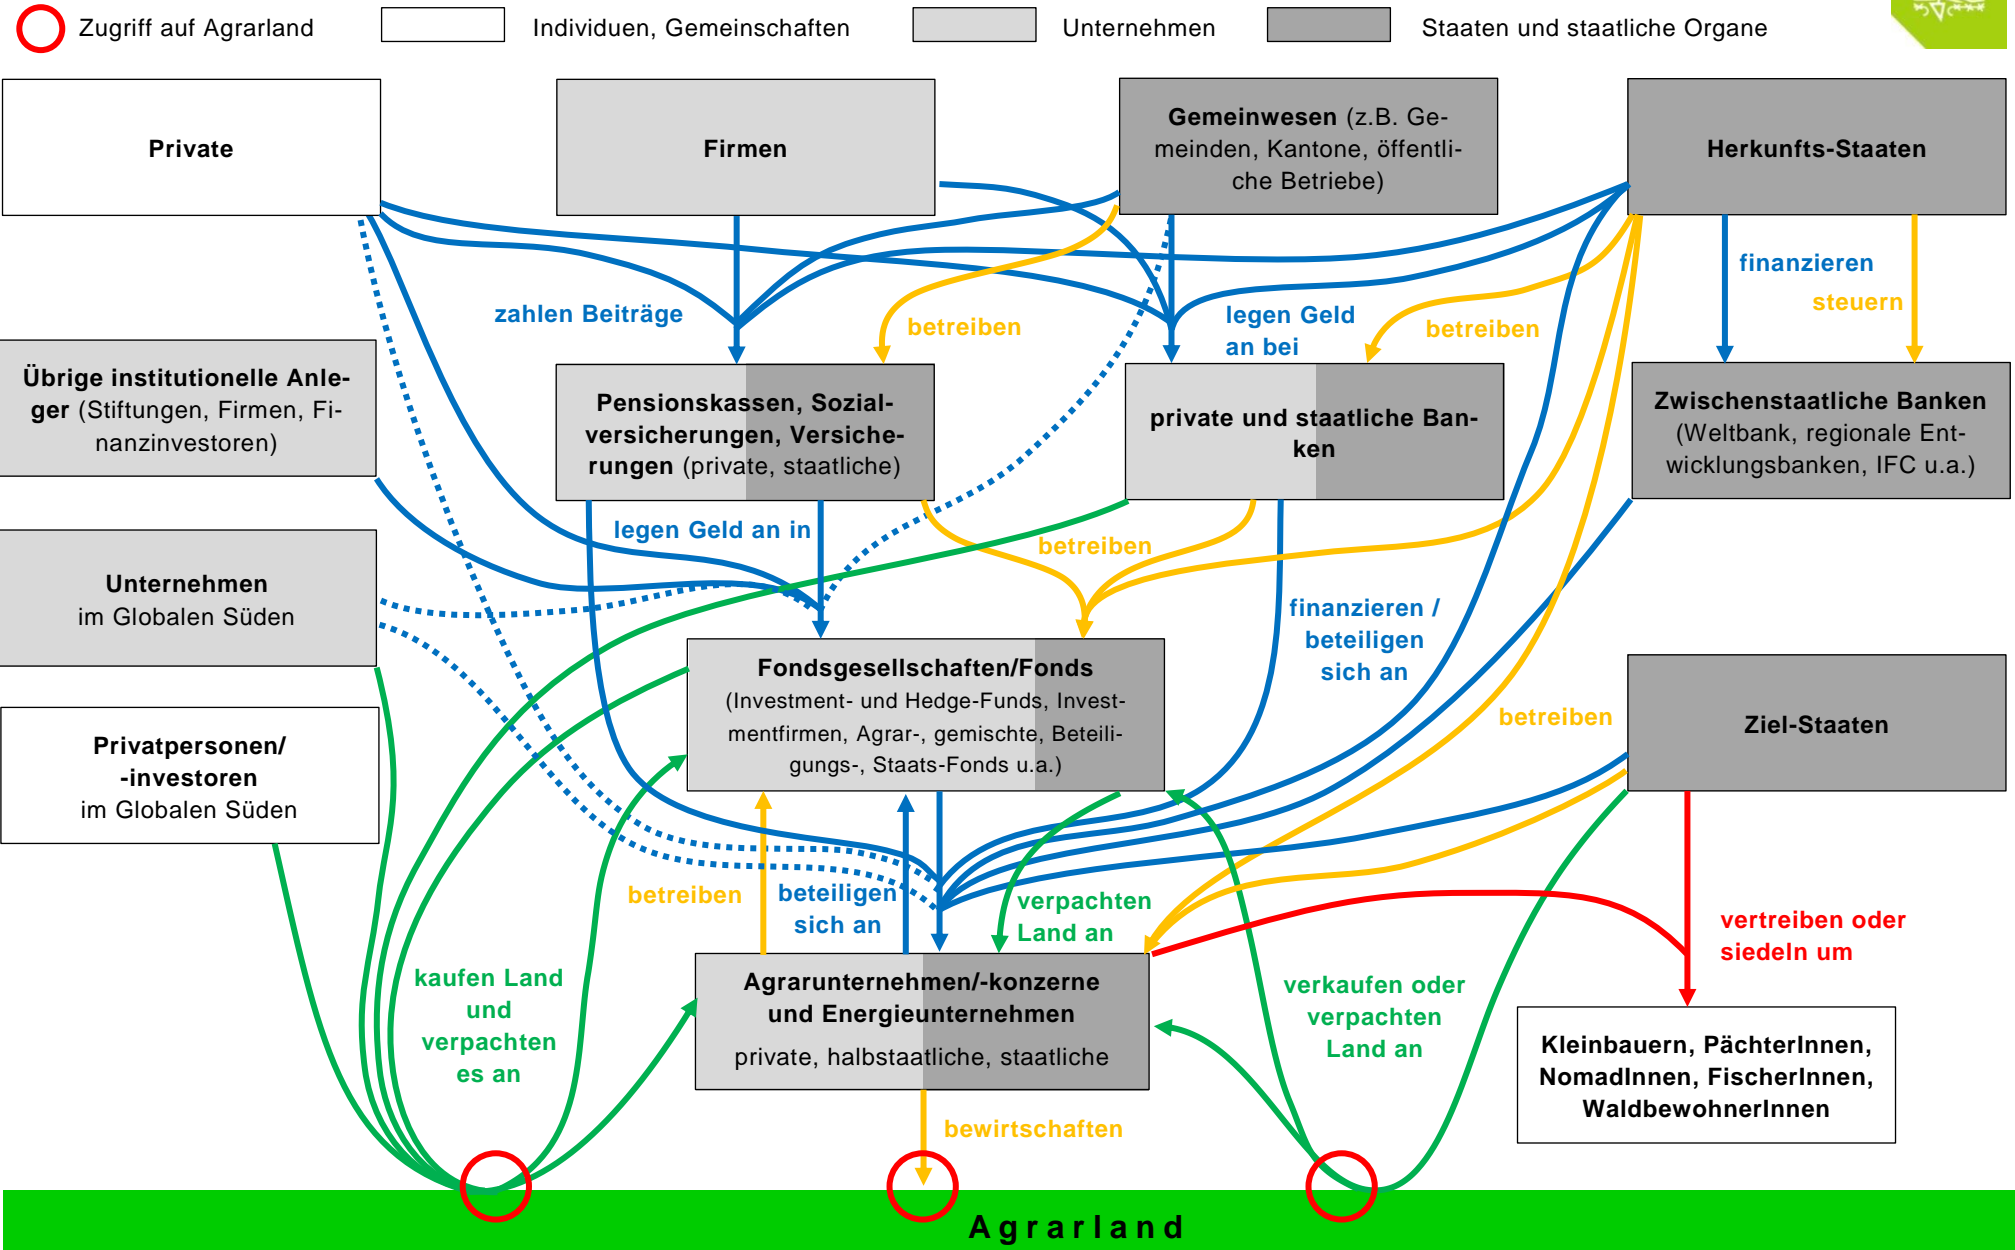 Zugriff auf Agrarland
Individuen, Gemeinschaften
Unternehmen
Staaten und staatliche Organe
Private
Firmen
Gemeinwesen (z.B. Ge-
meinden, Kantone, öffentli-
che Betriebe)
Herkunfts-Staaten
finanzieren
steuern
zahlen Beiträge
betreiben
legen Geld
an bei
betreiben
Übrige institutionelle Anle-
ger (Stiftungen, Firmen, Fi-
nanzinvestoren)
Pensionskassen, Sozial-
versicherungen, Versiche-
rungen (private, staatliche)
private und staatliche Ban-
ken
Zwischenstaatliche Banken
(Weltbank, regionale Ent-
wicklungsbanken, IFC u.a.)
legen Geld an in
betreiben
Unternehmen
im Globalen Süden
finanzieren /
beteiligen
sich an
Fondsgesellschaften/Fonds
(Investment- und Hedge-Funds, Invest-
mentfirmen, Agrar-, gemischte, Beteili-
gungs-, Staats-Fonds u.a.)
betreiben
Ziel-Staaten
Privatpersonen/
-investoren
im Globalen Süden
betreiben
beteiligen
sich an
verpachten
Land an
vertreiben oder
siedeln um
kaufen Land
und
verpachten
es an
Agrarunternehmen/-konzerne
und Energieunternehmen
private, halbstaatliche, staatliche
verkaufen oder
verpachten
Land an
Kleinbauern, PächterInnen,
NomadInnen, FischerInnen,
WaldbewohnerInnen
bewirtschaften
Agrarland